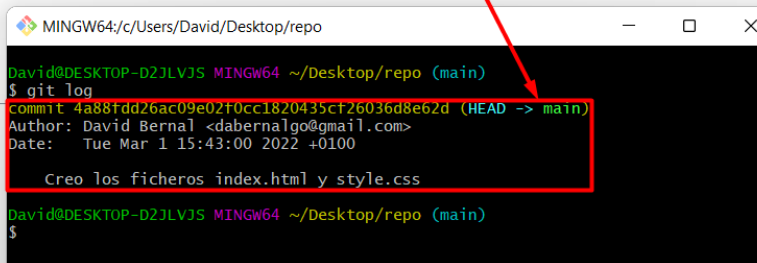 MINGW64:/c/Users/David/Desktop/repo
David@DESKTOP-D2JLVJS MINGW64 ~/Desktop/repo (main)
$ git log
commit 4a88fdd26ac09e02f0cc1820435cf26036d8e62d (HEAD -> main)
Author: David Bernal <dabernalgo@gmail.com>
Date:   Tue Mar 1 15:43:00 2022 +0100
    Creo los ficheros index.html y style.css
David@DESKTOP-D2JLVJS MINGW64 ~/Desktop/repo (main)
$